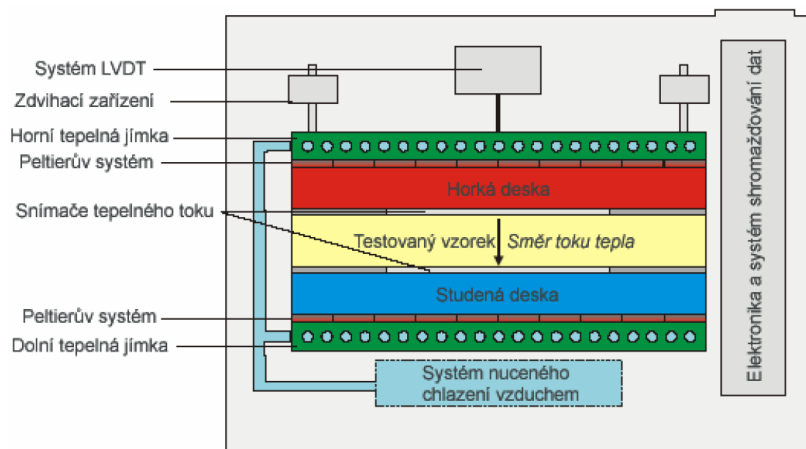 Systém LVDT
Zdvihací zařízení
Horní tepelná jímka
Peltierův systém
Horká deska
Snímače tepelného toku
Testovaný vzorek
Směr toku tepla
Studená deska
Peltierův systém
Dolní tepelná jímka
Systém nuceného
chlazení vzduchem
Elektronika a systém shromažďování dat